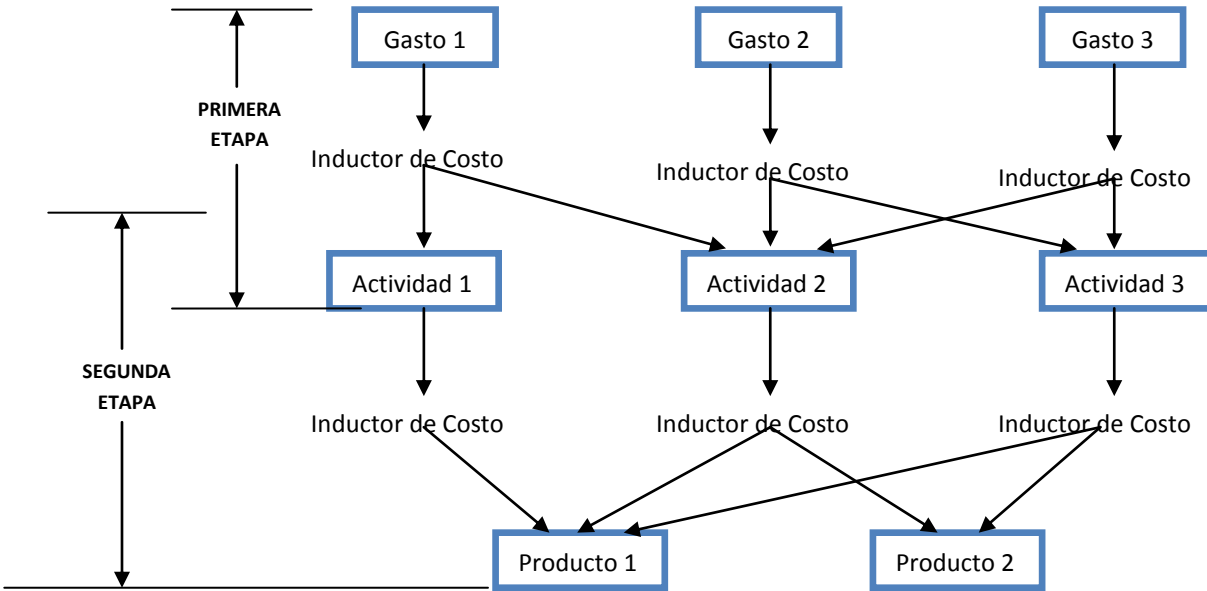 Gasto 1
Gasto 2
Gasto 3
PRIMERA
ETAPA
Inductor de Costo
Inductor de Costo
Inductor de Costo
Actividad 1
Actividad 2
Actividad 3
SEGUNDA
ETAPA
Inductor de Costo
Inductor de Costo
Inductor de Costo
Producto 1
Producto 2